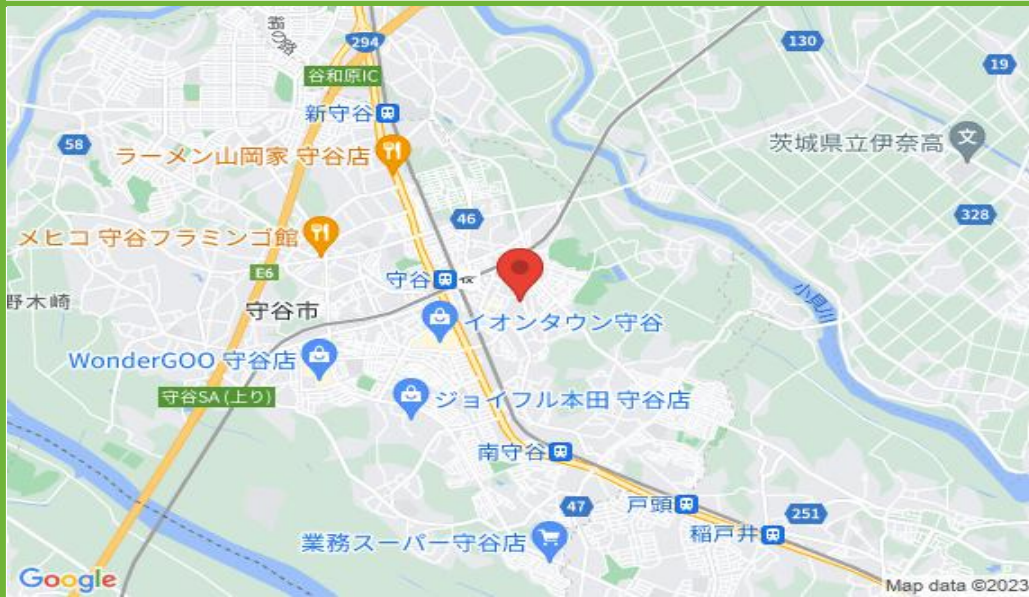 294
130
谷和原IC
19
新守谷
58
ラーメン山岡家 守谷店
茨城県立伊奈高
文
46
328
メヒコ 守谷フラミンゴ館
E6
守谷
野木崎
守谷市
小貝川
イオンタウン守谷
WonderGOO 守谷店
守谷SA (上り)
ジョイフル本田 守谷店
南守谷
47
戸頭
251
稲戸井
業務スーパー守谷店
Google
Map data ©2023